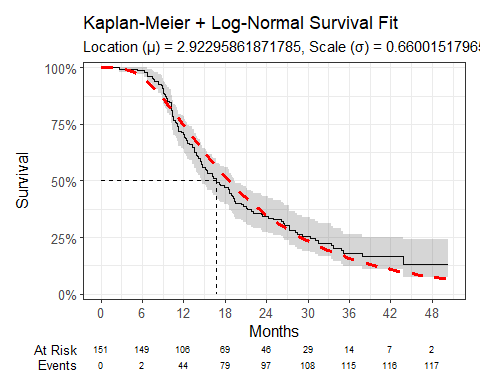 Kaplan-Meier + Log-Normal Survival Fit
Location (μ) = 2.92295861871785, Scale (σ) = 0.66001517965
100%
75%
50%
25%
0%
Survival
0 6 12 18 24 30 36 42 48
Months
At Risk 151 149 106 69 46 29 14 7 2
Events 0 2 44 79 97 108 115 116 117